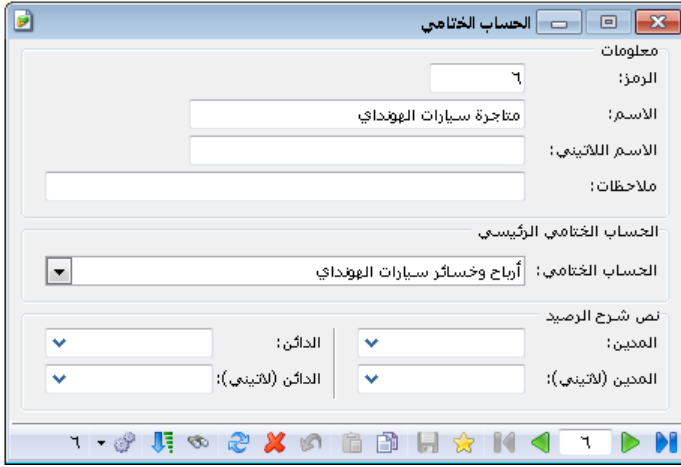 الحساب الختامي
معلومات
الرمز: ٦
الاسم: متاجرة سيارات الهونداي
الاسم اللاتيني:
ملاحظات:
الحساب الختامي الرئيسي
الحساب الختامي: أرباح وخسائر سيارات الهونداي
نص شرح الرصيد
المدين: الدائن:
المدين (لاتيني): الدائن (لاتيني):
٦ ٦